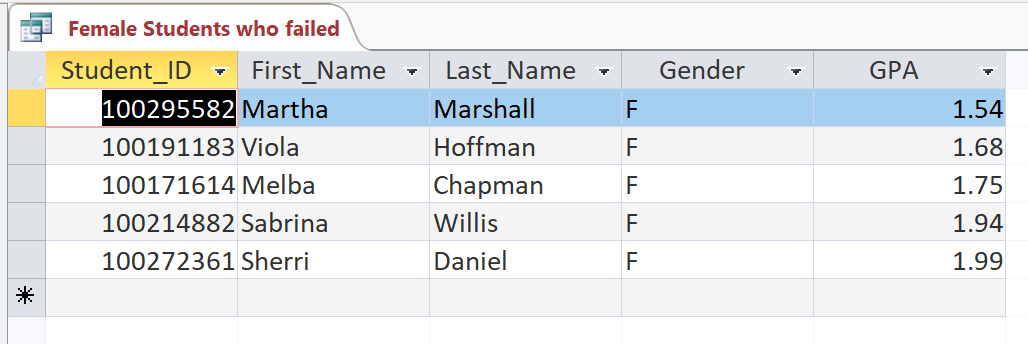 Female Students who failed
Student_ID First_Name Last_Name Gender GPA
100295582 Martha Marshall F 1.54
100191183 Viola Hoffman F 1.68
100171614 Melba Chapman F 1.75
100214882 Sabrina Willis F 1.94
100272361 Sherri Daniel F 1.99